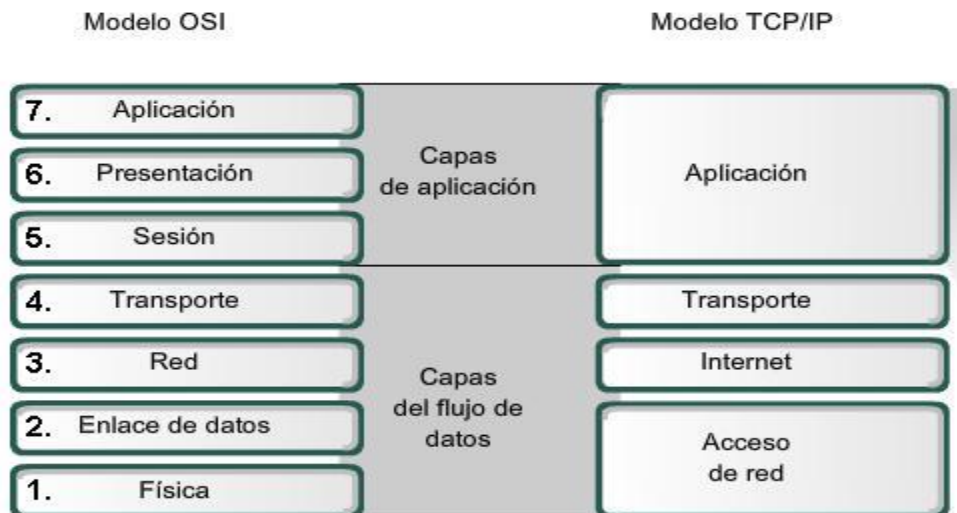 Modelo OSI
Modelo TCP/IP
7. Aplicación
6. Presentación
5. Sesión
4. Transporte
3. Red
2. Enlace de datos
1. Física
Capas
de aplicación
Capas
del flujo de
datos
Aplicación
Transporte
Internet
Acceso
de red